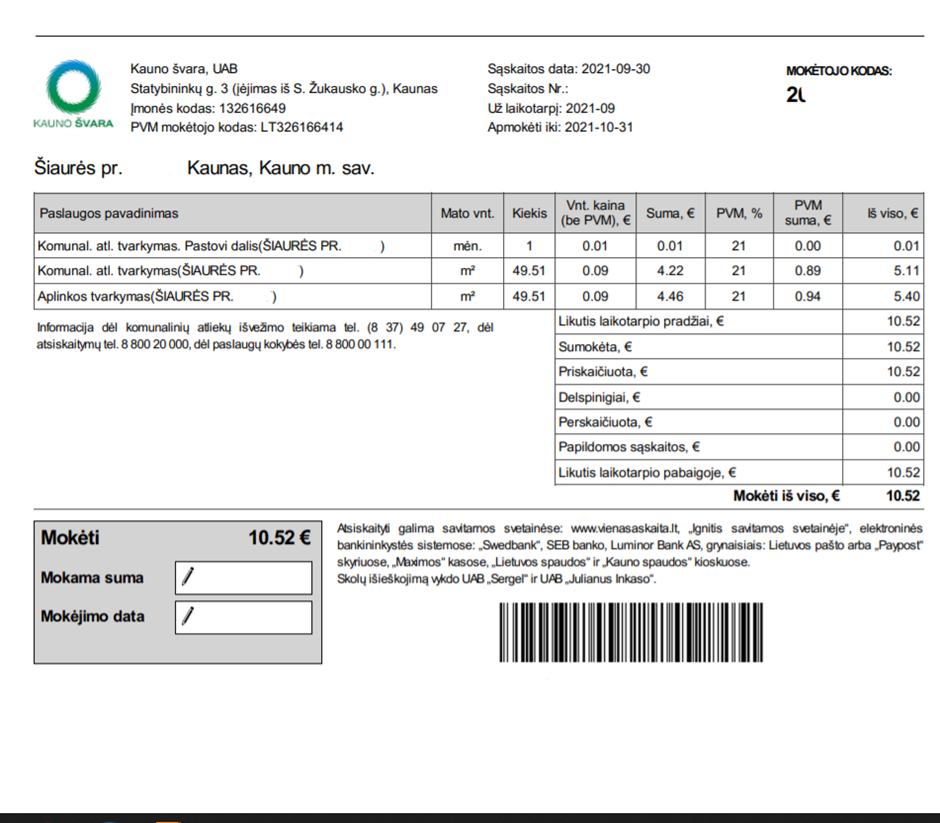 KAUNO ŠVARA
Kauno švara, UAB
Statybininkų g. 3 (įėjimas iš S. Žukausko g.), Kaunas
Įmonės kodas: 132616649
PVM mokėtojo kodas: LT326166414
Sąskaitos data: 2021-09-30
Sąskaitos Nr.:
Už laikotarpį: 2021-09
Apmokėti iki: 2021-10-31
MOKĖTOJO KODAS:
Šiaurės pr. Kaunas, Kauno m. sav.
Paslaugos pavadinimas Mato vnt. Kiekis Vnt. kaina (be PVM), € Suma, € PVM, % PVM suma, € Iš viso, €
Komunal. atl. tvarkymas. Pastovi dalis(ŠIAURĖS PR. ) mėn. 1 0.01 0.01 21 0.00 0.01
Komunal. atl. tvarkymas(ŠIAURĖS PR. ) m² 49.51 0.09 4.22 21 0.89 5.11
Aplinkos tvarkymas(ŠIAURĖS PR. ) m² 49.51 0.09 4.46 21 0.94 5.40
Informacija dėl komunalinių atliekų išvežimo teikiama tel. (8 37) 49 07 27, dėl
atsiskaitymų tel. 8 800 20 000, dėl paslaugų kokybės tel. 8 800 00 111.
Likutis laikotarpio pradžiai, € 10.52
Sumokėta, € 10.52
Priskaičiuota, € 10.52
Delspinigiai, € 0.00
Perskaičiuota, € 0.00
Papildomos sąskaitos, € 0.00
Likutis laikotarpio pabaigoje, € 10.52
Mokėti iš viso, € 10.52
Mokėti 10.52 €
Mokama suma
Mokėjimo data
Atsiskaityti galima savitarnos svetainėse: www.vienasaskaita.lt, „Ignitis savitarnos svetainėje“, elektroninės
bankininkystės sistemose: „Swedbank“, SEB banko, Luminor Bank AS, grynaisiais: Lietuvos pašto arba „Paypost“
skyriuose, „Maximos“ kasose, „Lietuvos spaudos“ ir „Kauno spaudos“ kioskuose.
Skolų išieškojimą vykdo UAB „Sergel“ ir UAB „Julianus Inkaso“.